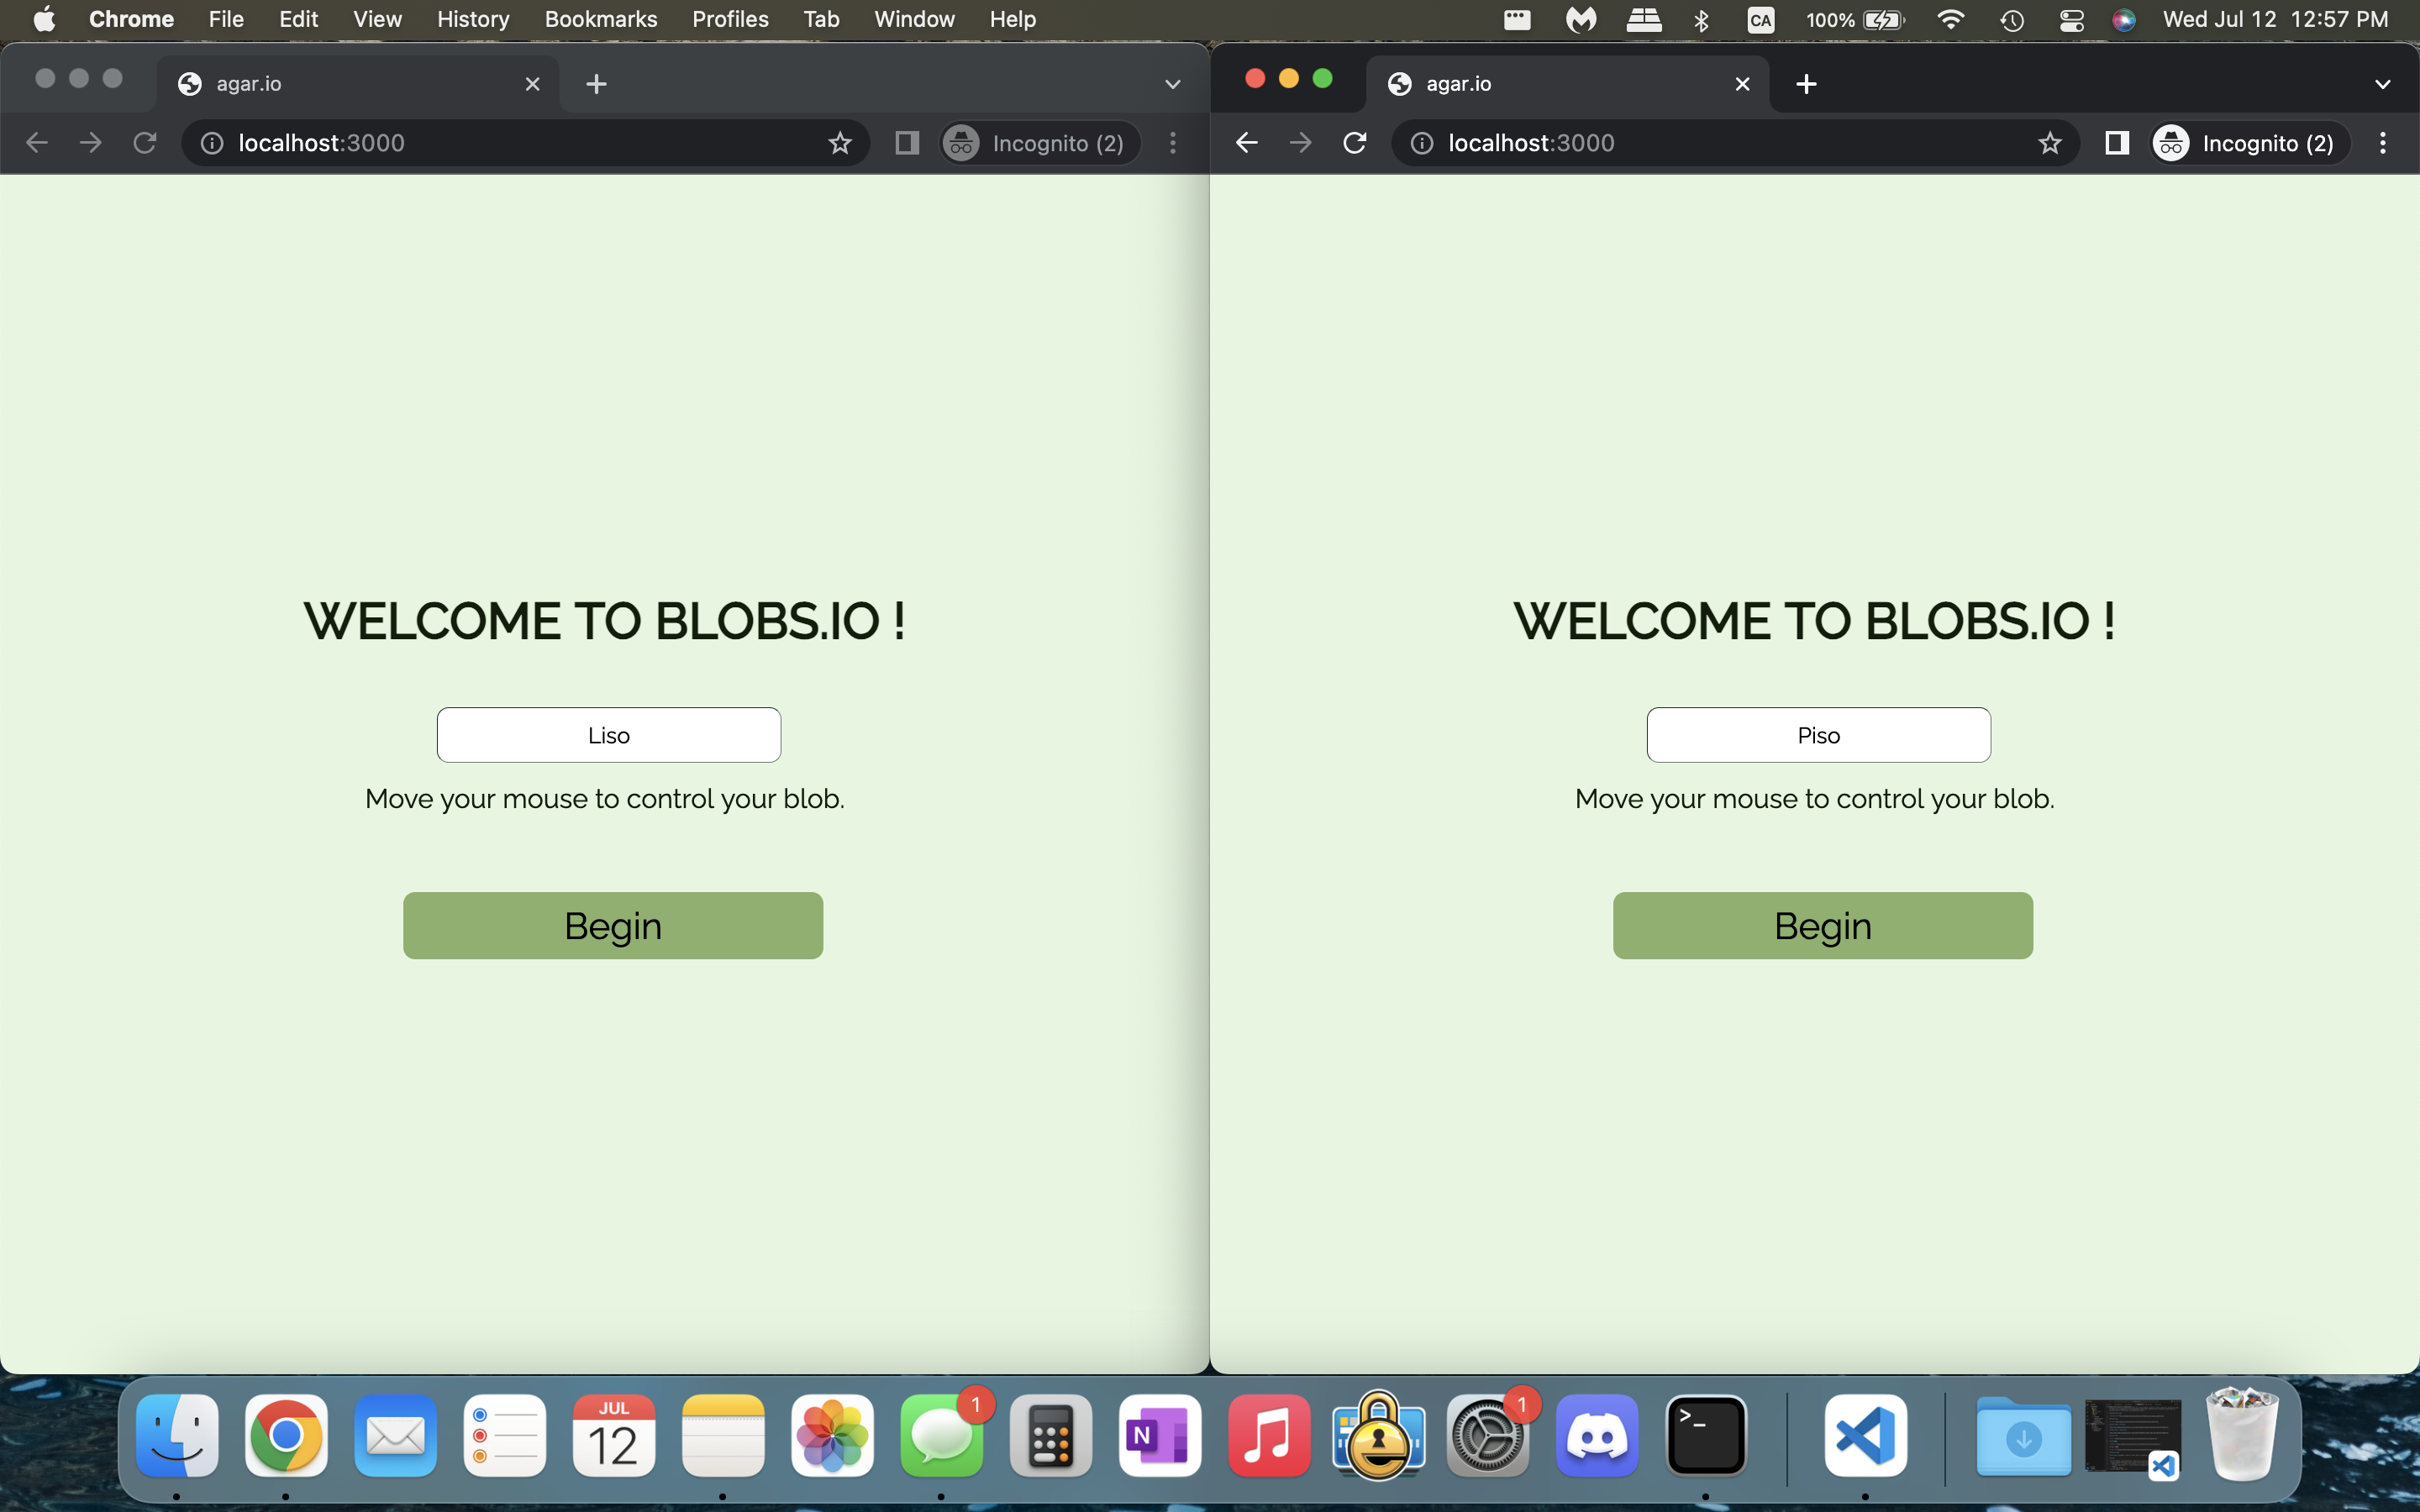 Chrome File Edit View History Bookmarks Profiles Tab Window Help CA 100% Wed Jul 12 12:57 PM
agar.io
localhost:3000 Incognito (2)
WELCOME TO BLOBS.IO !
Liso
Move your mouse to control your blob.
Begin
agar.io
localhost:3000 Incognito (2)
WELCOME TO BLOBS.IO !
Piso
Move your mouse to control your blob.
Begin
JUL
12
1
N
1
>_